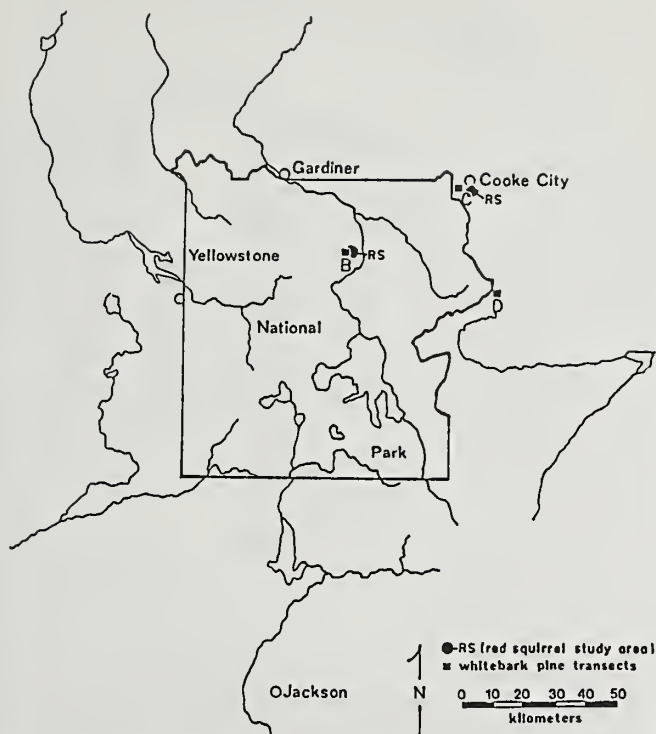 Gardiner
Cooke City
C
RS
Yellowstone
B
RS
D
National
Park
RS (red squirrel study area)
whitebark pine transects
Jackson
N
0 10 20 30 40 50
kilometers